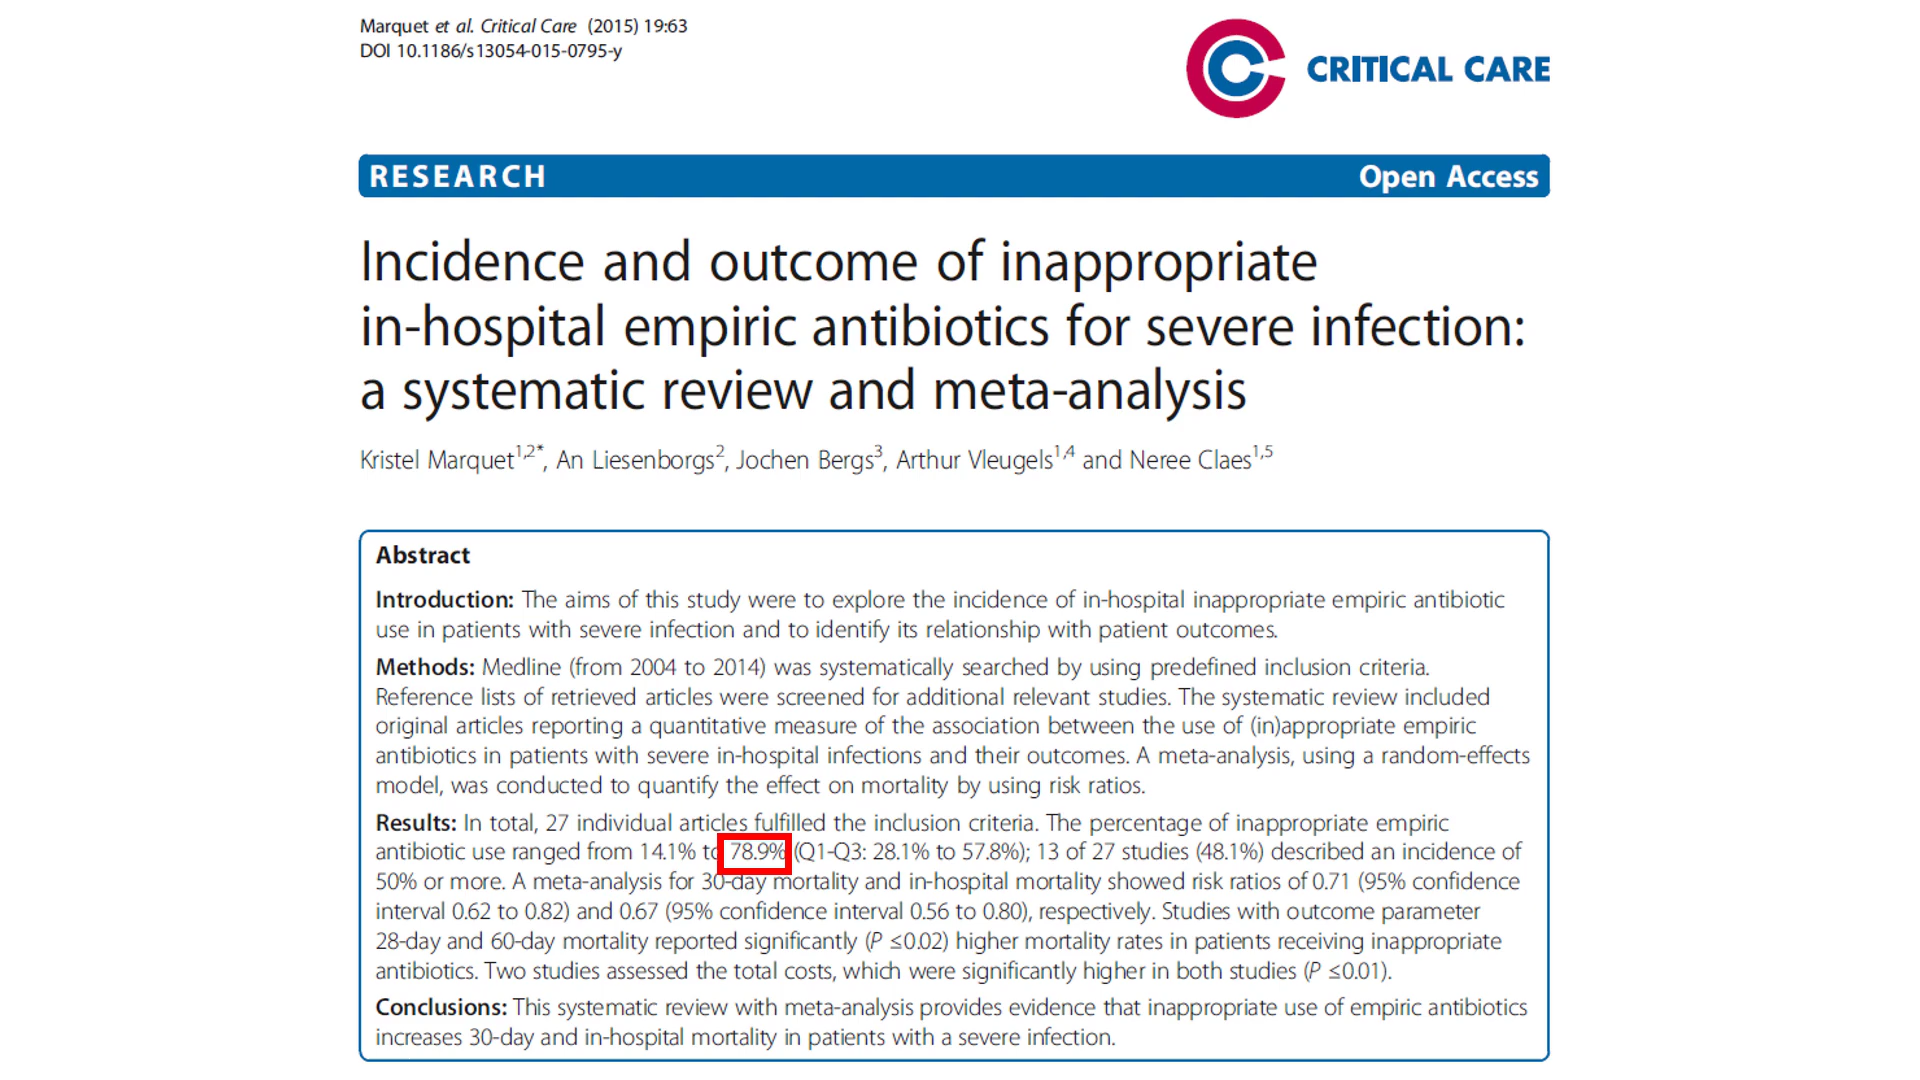 Marquet et al. Critical Care (2015) 19:63
DOI 10.1186/s13054-015-0795-y
CRITICAL CARE
RESEARCH
Open Access
Incidence and outcome of inappropriate
in-hospital empiric antibiotics for severe infection:
a systematic review and meta-analysis
Kristel Marquet1,2*, An Liesenborgs2, Jochen Bergs3, Arthur Vleugels1,4 and Neree Claes1,5
Abstract
Introduction: The aims of this study were to explore the incidence of in-hospital inappropriate empiric antibiotic
use in patients with severe infection and to identify its relationship with patient outcomes.
Methods: Medline (from 2004 to 2014) was systematically searched by using predefined inclusion criteria.
Reference lists of retrieved articles were screened for additional relevant studies. The systematic review included
original articles reporting a quantitative measure of the association between the use of (in)appropriate empiric
antibiotics in patients with severe in-hospital infections and their outcomes. A meta-analysis, using a random-effects
model, was conducted to quantify the effect on mortality by using risk ratios.
Results: In total, 27 individual articles fulfilled the inclusion criteria. The percentage of inappropriate empiric
antibiotic use ranged from 14.1% to 78.9% (Q1-Q3: 28.1% to 57.8%); 13 of 27 studies (48.1%) described an incidence of
50% or more. A meta-analysis for 30-day mortality and in-hospital mortality showed risk ratios of 0.71 (95% confidence
interval 0.62 to 0.82) and 0.67 (95% confidence interval 0.56 to 0.80), respectively. Studies with outcome parameter
28-day and 60-day mortality reported significantly (P ≤0.02) higher mortality rates in patients receiving inappropriate
antibiotics. Two studies assessed the total costs, which were significantly higher in both studies (P ≤0.01).
Conclusions: This systematic review with meta-analysis provides evidence that inappropriate use of empiric antibiotics
increases 30-day and in-hospital mortality in patients with a severe infection.